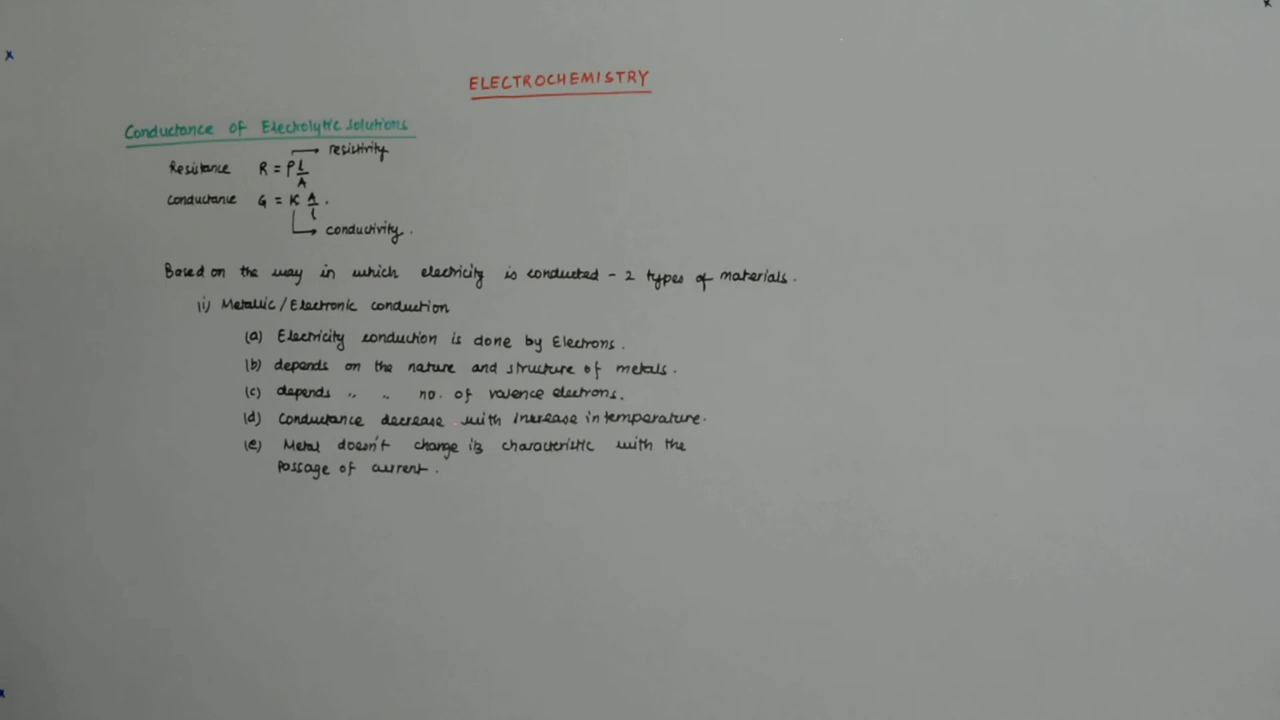 ELECTROCHEMISTRY
Conductance of Electrolytic solutions
→ resistivity
Resistance R = ρ l/A
Conductance G = κ A/l .
→ conductivity .
Based on the way in which electricity is conducted - 2 types of materials .
(i) Metallic / Electronic conduction
(a) Electricity conduction is done by Electrons .
(b) depends on the nature and structure of metals .
(c) depends " " no. of valence electrons .
(d) Conductance decrease with increase in temperature .
(e) Metal doesn't change its characteristic with the
passage of current .